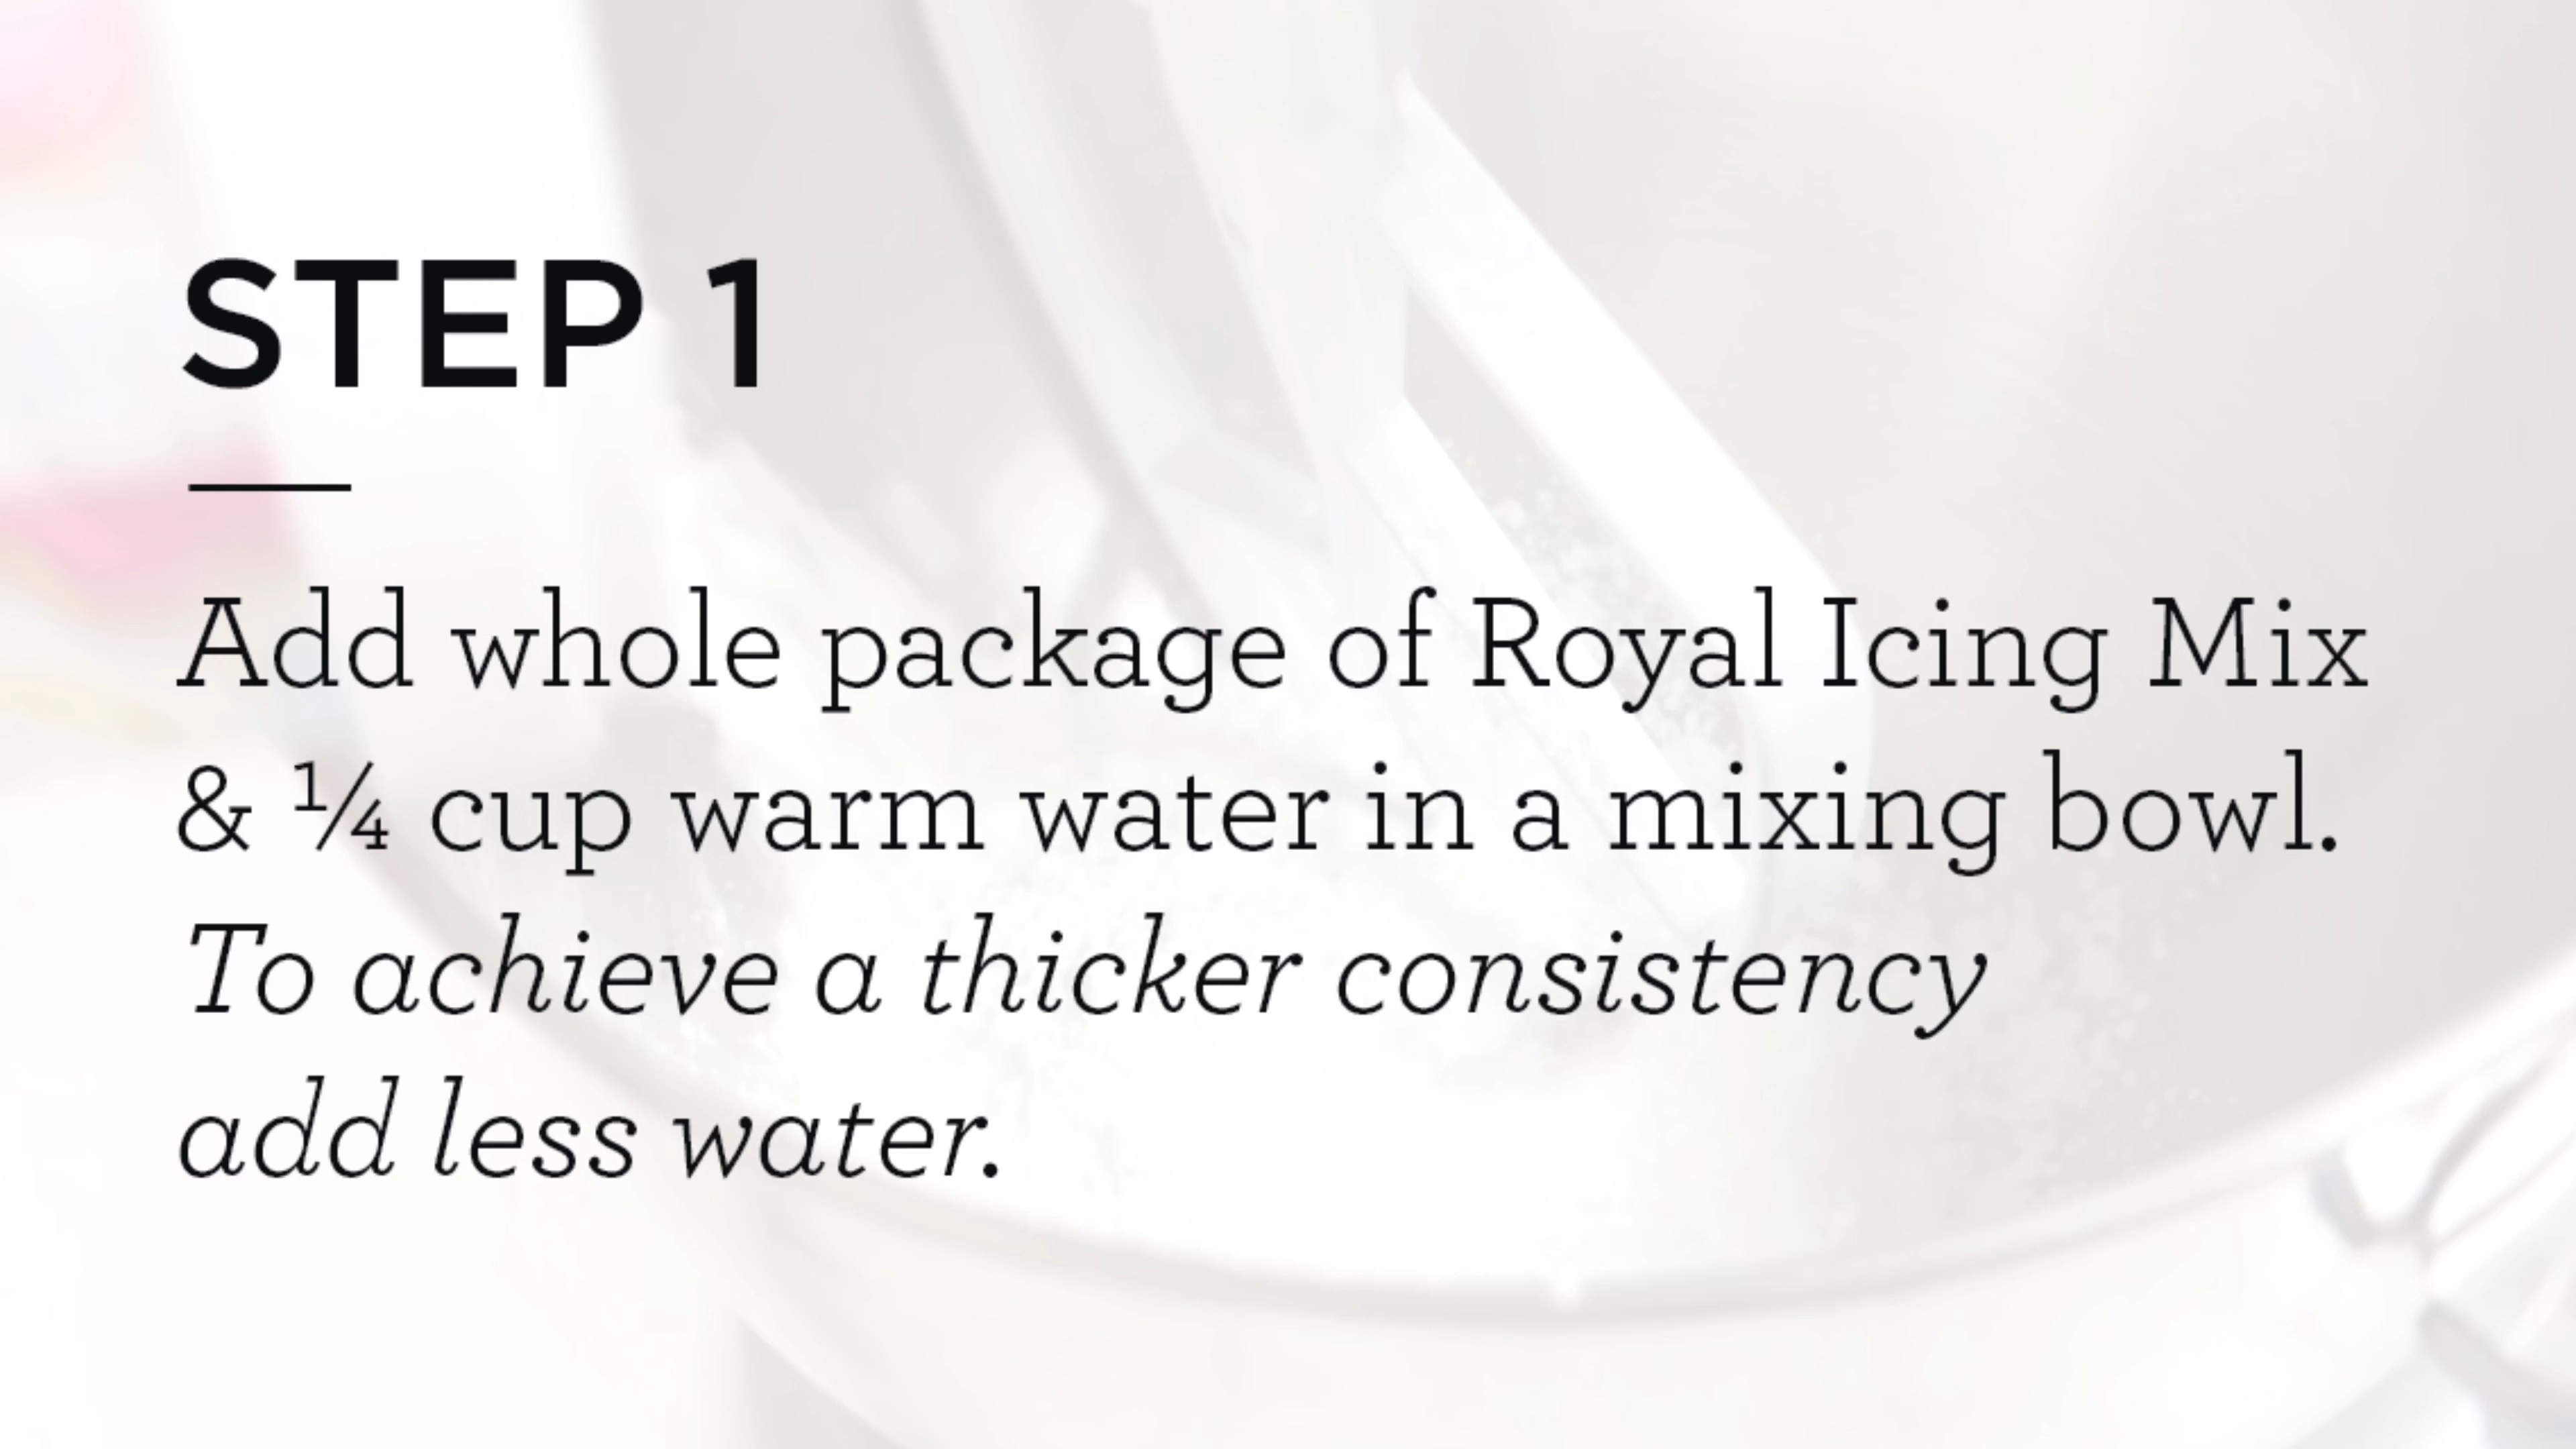 STEP 1
Add whole package of Royal Icing Mix
& ¼ cup warm water in a mixing bowl.
To achieve a thicker consistency
add less water.